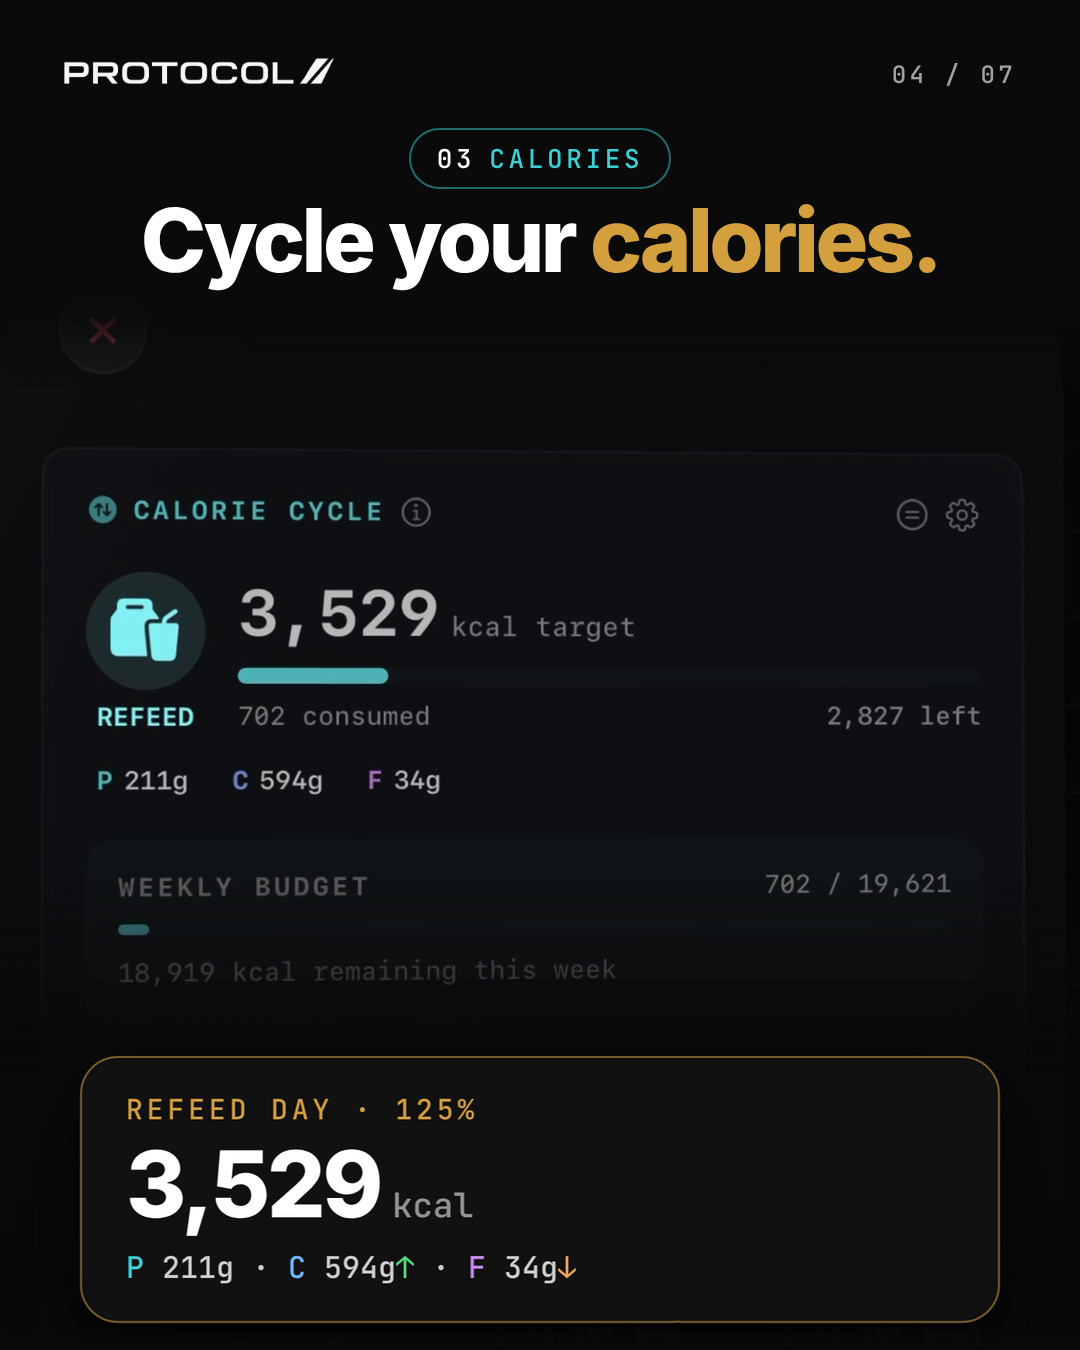 PROTOCOL
04 / 07
03 CALORIES
Cycle your calories.
CALORIE CYCLE
3,529 kcal target
REFEED
702 consumed
2,827 left
P 211g C 594g F 34g
WEEKLY BUDGET
702 / 19,621
18,919 kcal remaining this week
REFEED DAY · 125%
3,529 kcal
P 211g · C 594g↑ · F 34g↓